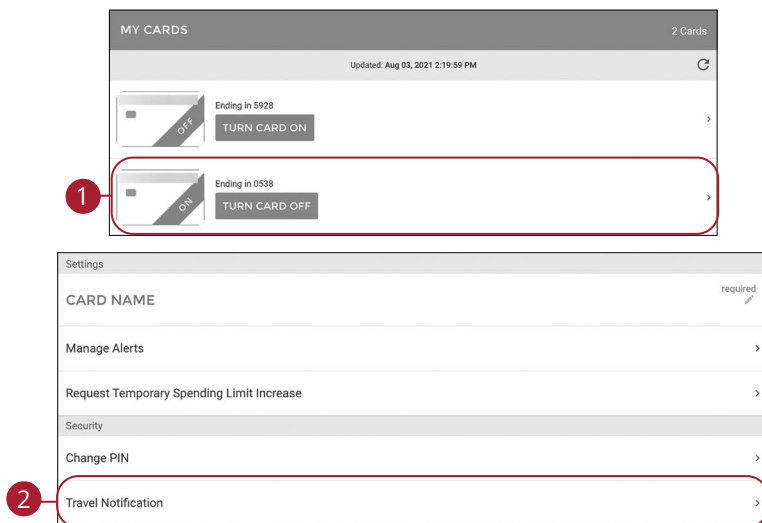 MY CARDS 2 Cards
Updated: Aug 03, 2021 2:19:59 PM
Ending in 5928
OFF
TURN CARD ON
1
Ending in 0538
ON
TURN CARD OFF
Settings
CARD NAME required
Manage Alerts
Request Temporary Spending Limit Increase
Security
Change PIN
2
Travel Notification